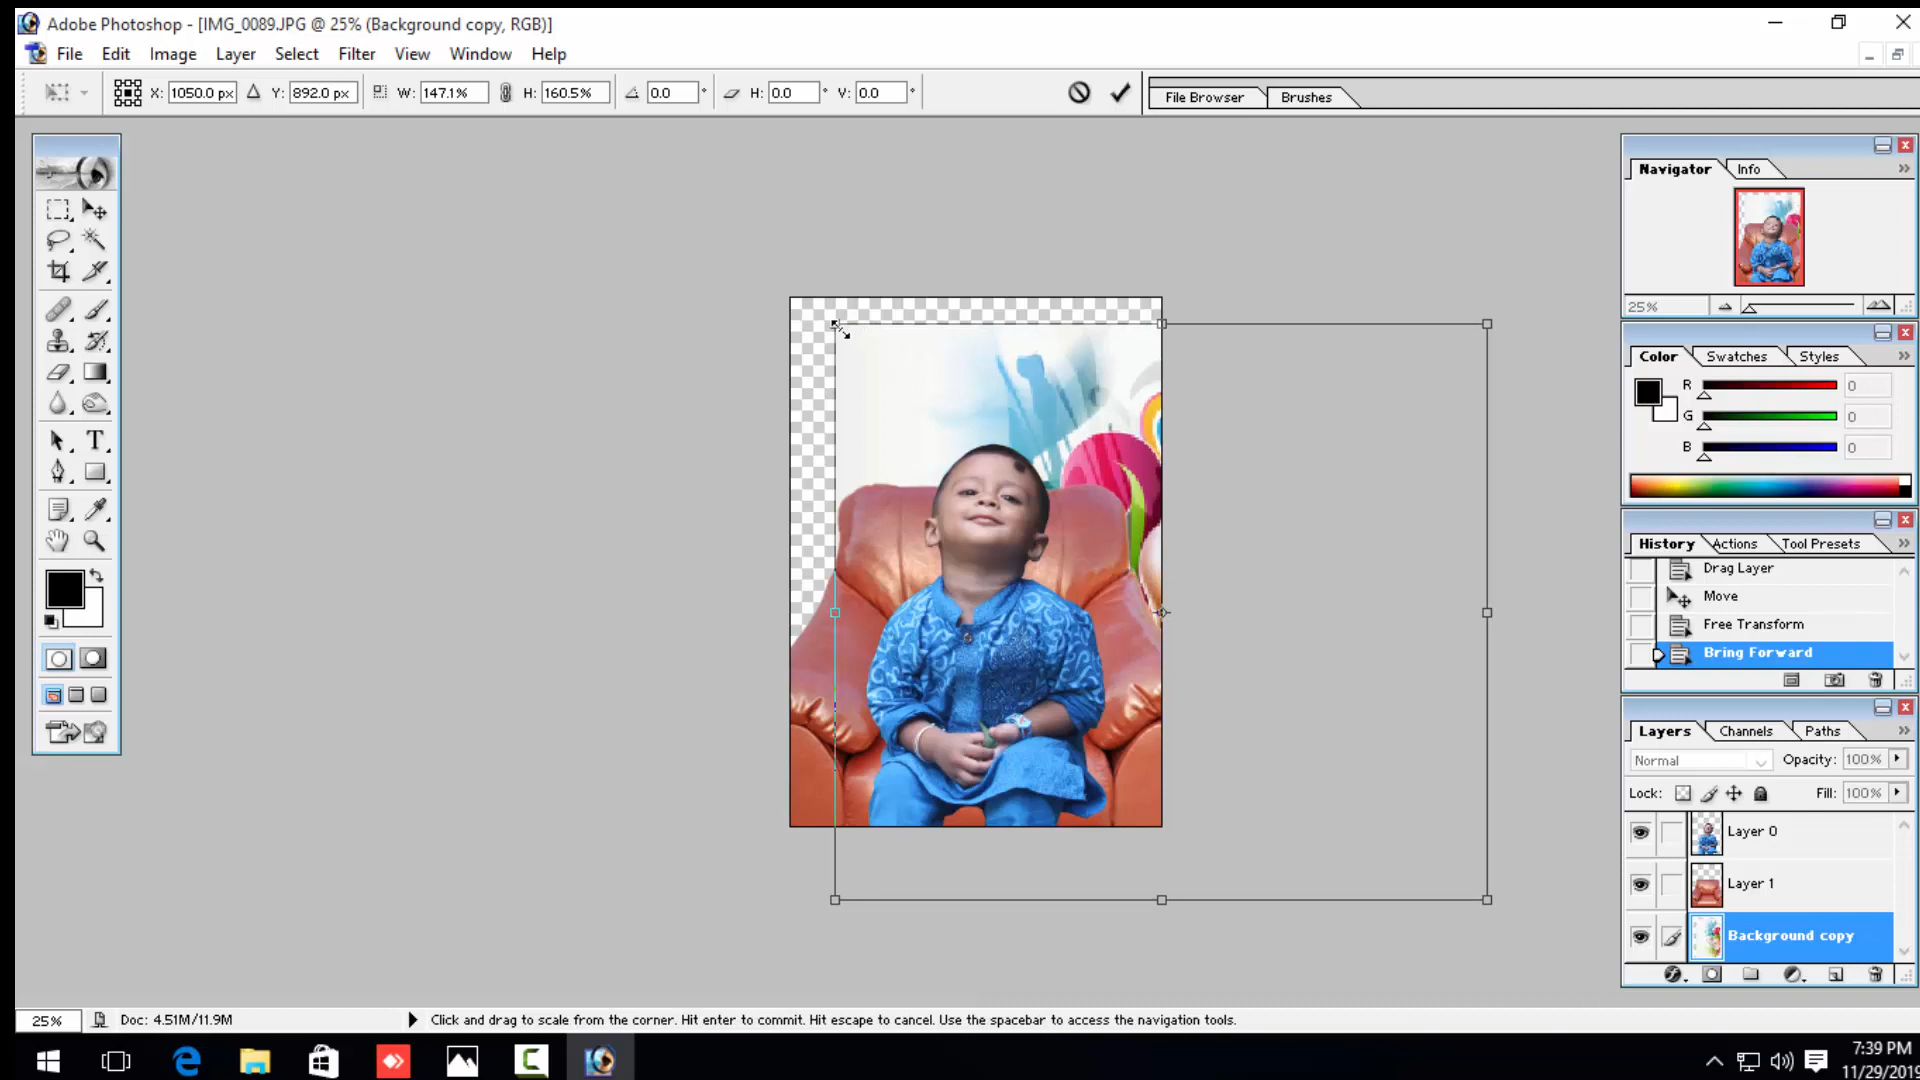 Adobe Photoshop - [IMG_0089.JPG @ 25% (Background copy, RGB)]
File Edit Image Layer Select Filter View Window Help
X: 1050.0 px Y: 892.0 px W: 147.1% H: 160.5% 0.0 ° H: 0.0 ° V: 0.0 °
File Browser Brushes
Navigator Info
25%
Color Swatches Styles
R 0
G 0
B 0
History Actions Tool Presets
Drag Layer
Move
Free Transform
Bring Forward
Layers Channels Paths
Normal Opacity: 100%
Lock: Fill: 100%
Layer 0
Layer 1
Background copy
25% Doc: 4.51M/11.9M Click and drag to scale from the corner. Hit enter to commit. Hit escape to cancel. Use the spacebar to access the navigation tools.
7:39 PM
11/29/2019